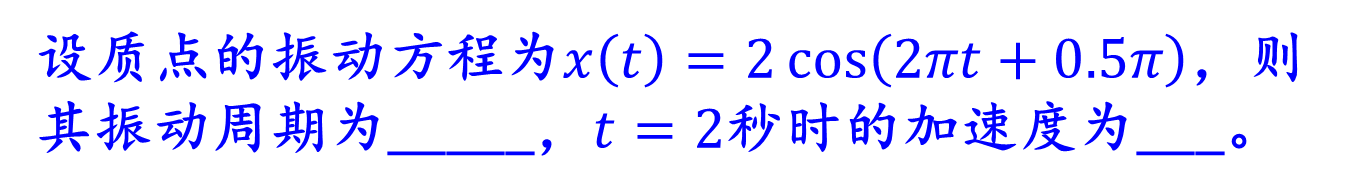 设质点的振动方程为x(t) = 2 cos(2πt + 0.5π)，则
其振动周期为_____，t = 2秒时的加速度为___。